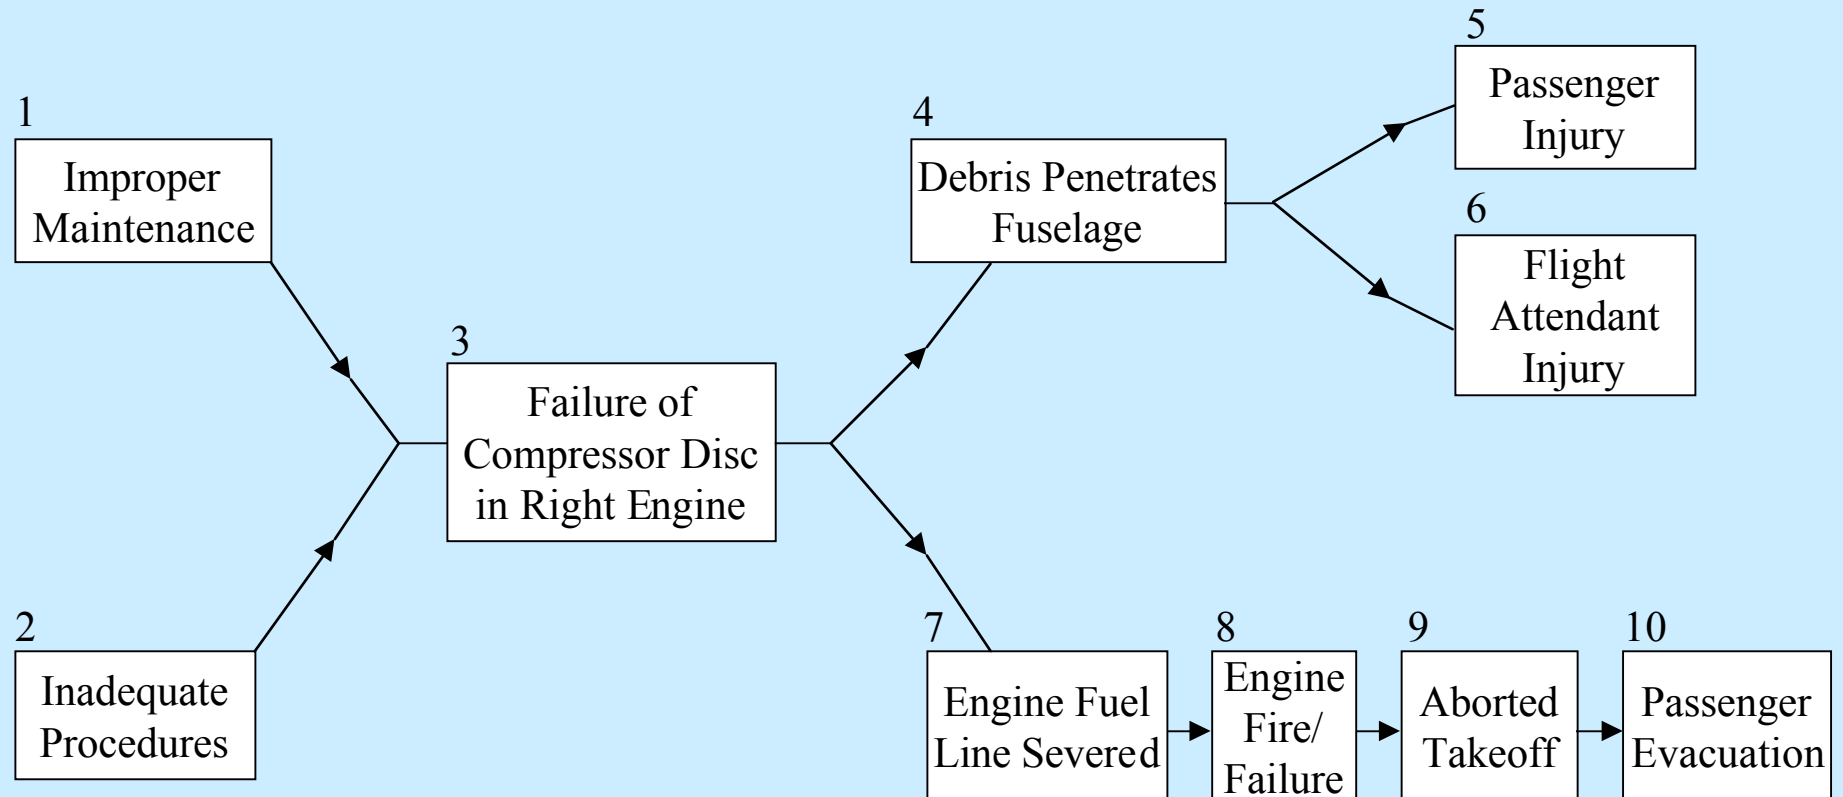 1
Improper
Maintenance
2
Inadequate
Procedures
3
Failure of
Compressor Disc
in Right Engine
4
Debris Penetrates
Fuselage
5
Passenger
Injury
6
Flight
Attendant
Injury
7
Engine Fuel
Line Severed
8
Engine
Fire/
Failure
9
Aborted
Takeoff
10
Passenger
Evacuation